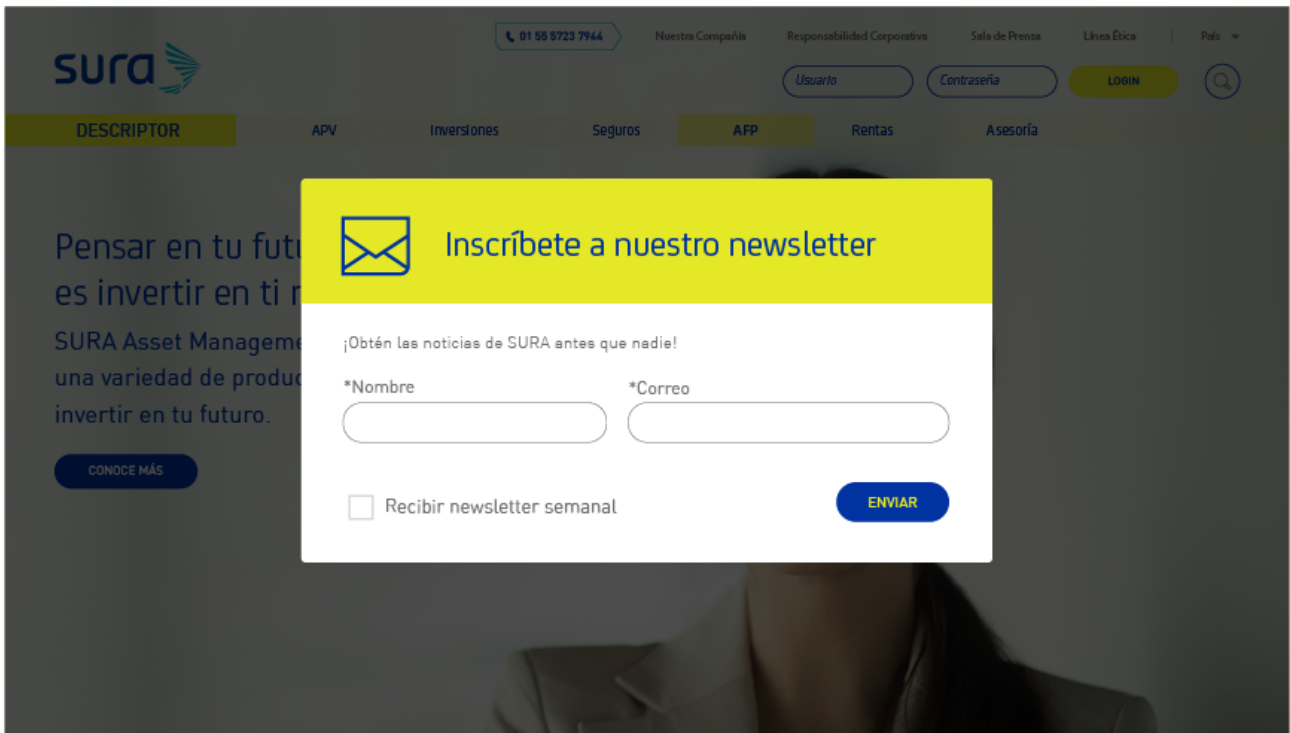 01 55 5723 7944
Nuestra Compañía
Responsabilidad Corporativa
Sala de Prensa
Línea Ética
País
sura
Usuario
Contraseña
LOGIN
DESCRIPTOR
APV
Inversiones
Seguros
AFP
Rentas
Asesoría
Inscríbete a nuestro newsletter
Pensar en tu
es invertir en ti
SURA Asset
una variedad de
invertir en tu futuro.
CONOCE MÁS
¡Obtén las noticias de SURA antes que nadie!
*Nombre
*Correo
Recibir newsletter semanal
ENVIAR